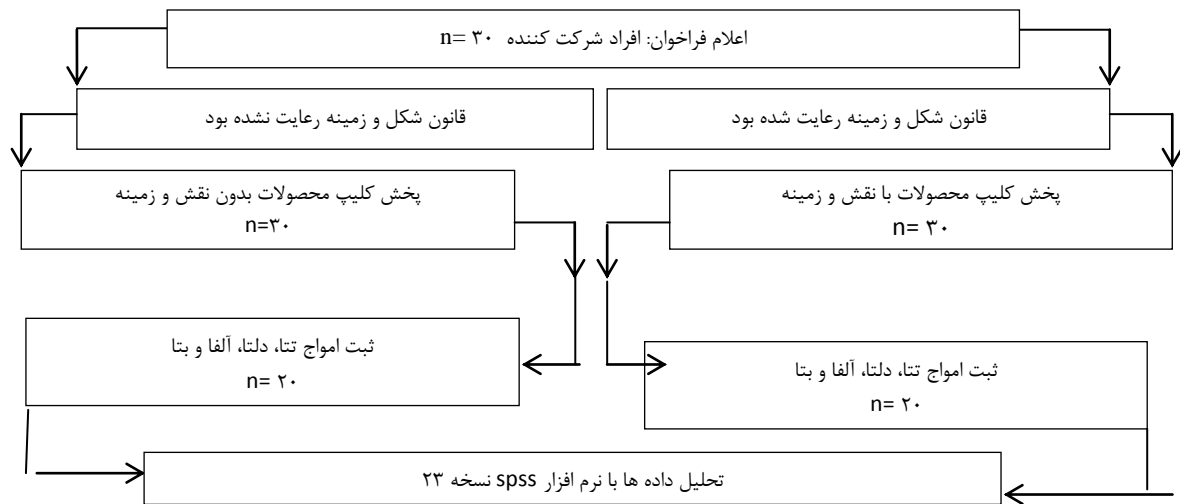 اعلام فراخوان: افراد شرکت کننده n= ۳۰
قانون شکل و زمینه رعایت شده بود
قانون شکل و زمینه رعایت نشده بود
پخش کلیپ محصولات با نقش و زمینه
n= ۳۰
پخش کلیپ محصولات بدون نقش و زمینه
n=۳۰
ثبت امواج تتا، دلتا، آلفا و بتا
n= ۲۰
ثبت امواج تتا، دلتا، آلفا و بتا
n= ۲۰
تحلیل داده ها با نرم افزار spss نسخه ۲۳